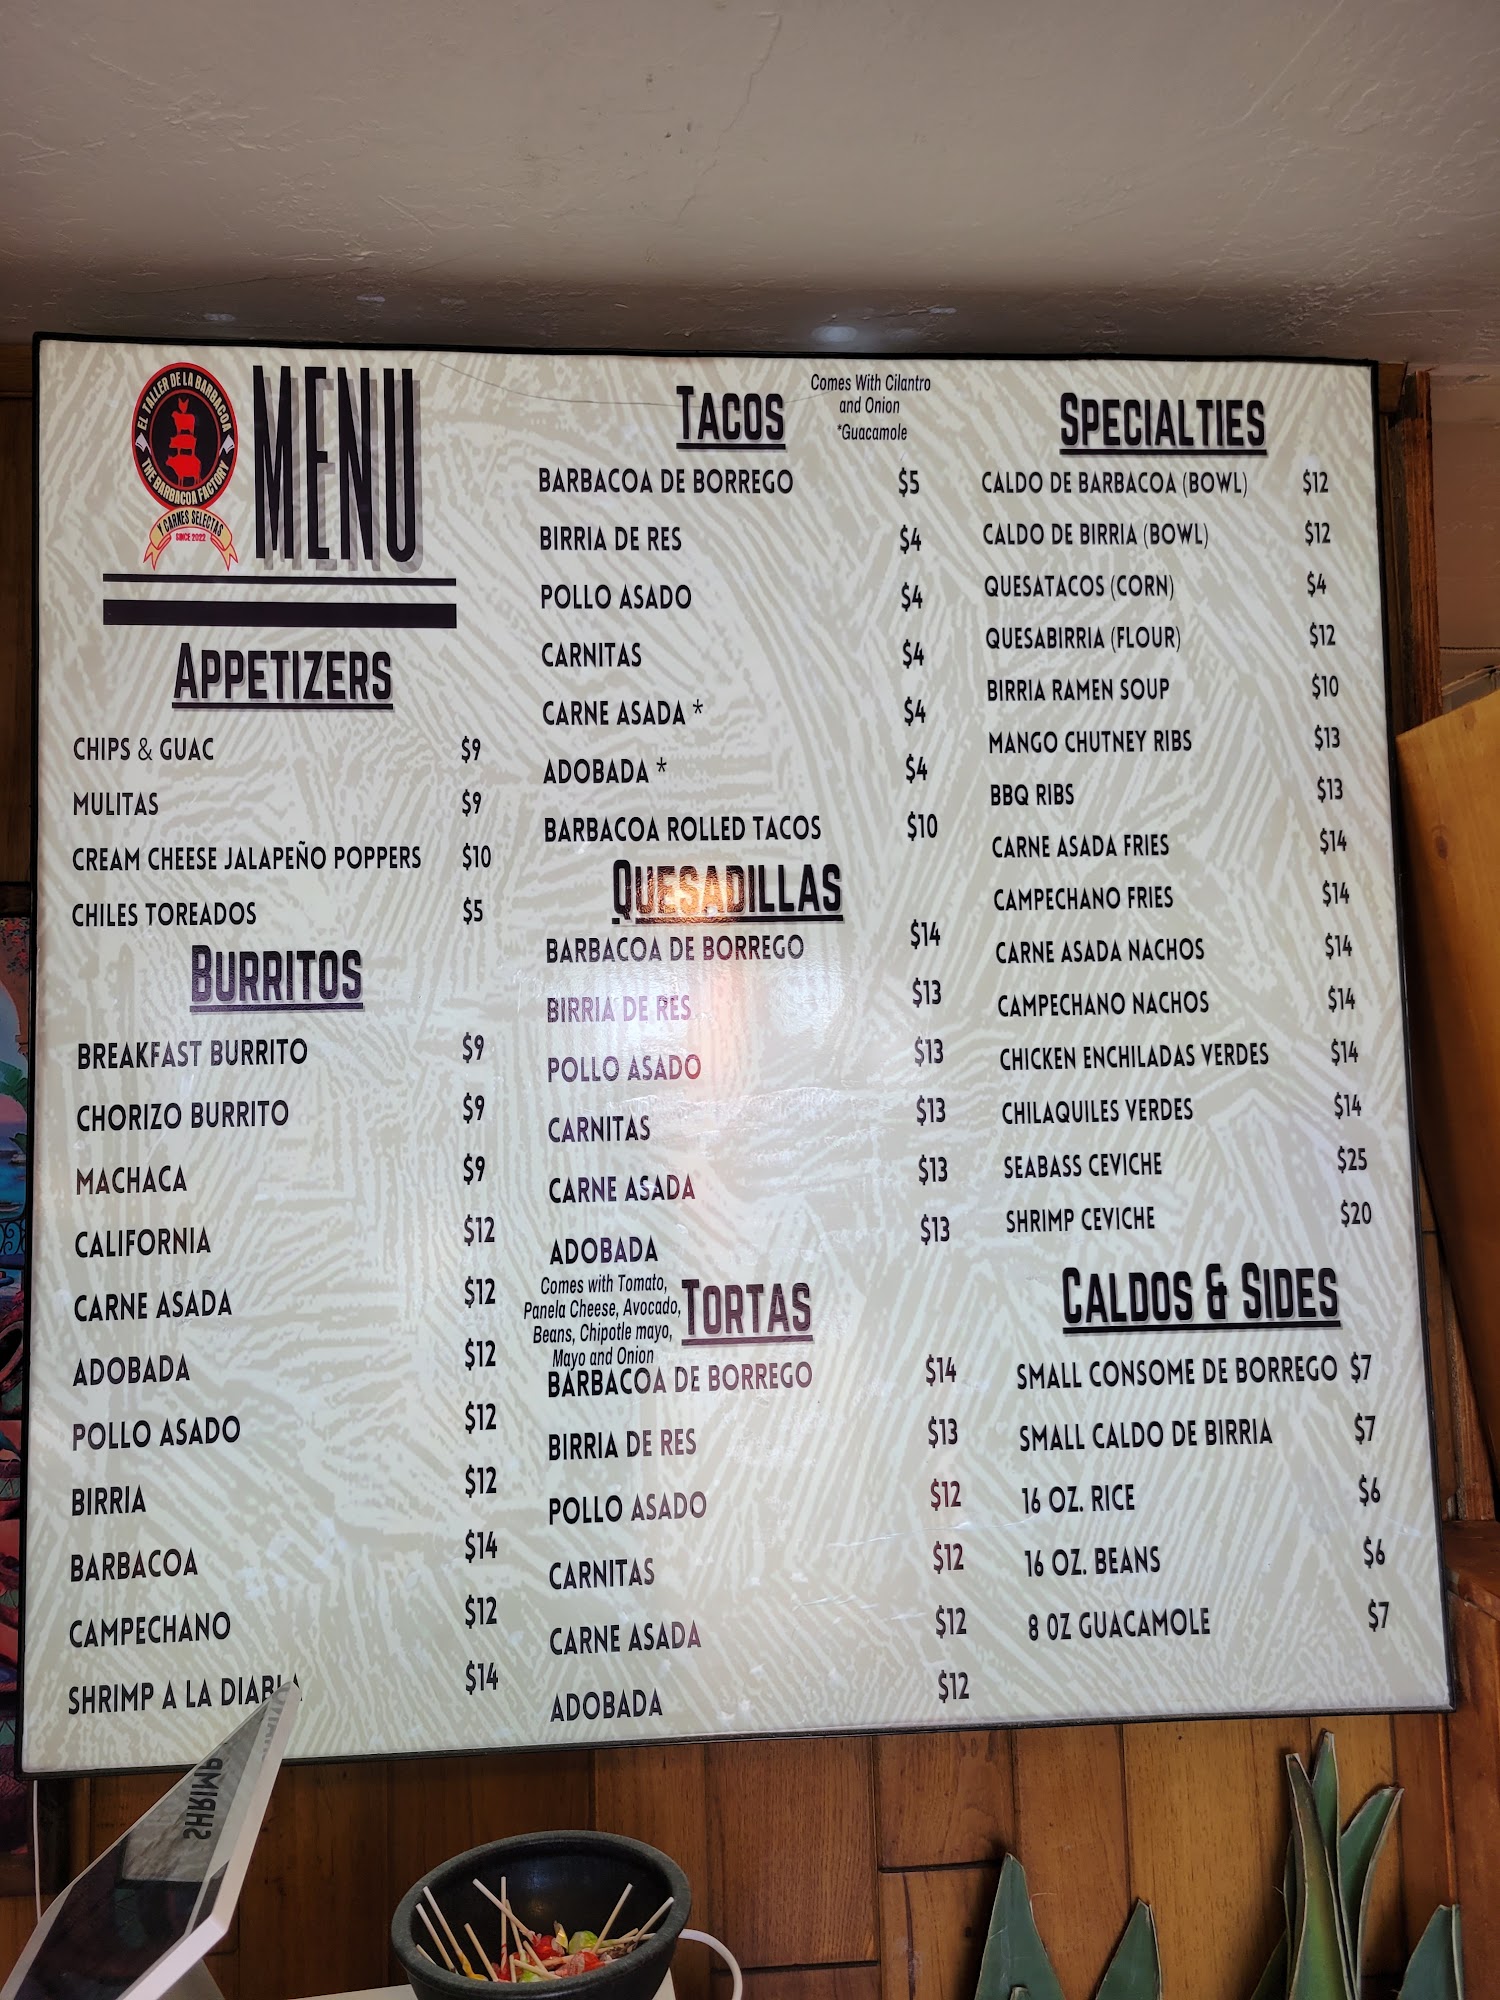 EL TALLER DE LA BARBACOA
THE BARBACOA FACTORY
Y CARNES SELECTAS
SINCE 2022
MENU
APPETIZERS
CHIPS & GUAC $9
MULITAS $9
CREAM CHEESE JALAPEÑO POPPERS $10
CHILES TOREADOS $5
BURRITOS
BREAKFAST BURRITO $9
CHORIZO BURRITO $9
MACHACA $9
CALIFORNIA $12
CARNE ASADA $12
ADOBADA $12
POLLO ASADO $12
BIRRIA $12
BARBACOA $14
CAMPECHANO $12
SHRIMP A LA DIABLA $14
TACOS
Comes With Cilantro
and Onion
*Guacamole
BARBACOA DE BORREGO $5
BIRRIA DE RES $4
POLLO ASADO $4
CARNITAS $4
CARNE ASADA * $4
ADOBADA * $4
BARBACOA ROLLED TACOS $10
QUESADILLAS
BARBACOA DE BORREGO $14
BIRRIA DE RES $13
POLLO ASADO $13
CARNITAS $13
CARNE ASADA $13
ADOBADA $13
Comes with Tomato,
Panela Cheese, Avocado,
Beans, Chipotle mayo,
Mayo and Onion
TORTAS
BARBACOA DE BORREGO $14
BIRRIA DE RES $13
POLLO ASADO $12
CARNITAS $12
CARNE ASADA $12
ADOBADA $12
SPECIALTIES
CALDO DE BARBACOA (BOWL) $12
CALDO DE BIRRIA (BOWL) $12
QUESATACOS (CORN) $4
QUESABIRRIA (FLOUR) $12
BIRRIA RAMEN SOUP $10
MANGO CHUTNEY RIBS $13
BBQ RIBS $13
CARNE ASADA FRIES $14
CAMPECHANO FRIES $14
CARNE ASADA NACHOS $14
CAMPECHANO NACHOS $14
CHICKEN ENCHILADAS VERDES $14
CHILAQUILES VERDES $14
SEABASS CEVICHE $25
SHRIMP CEVICHE $20
CALDOS & SIDES
SMALL CONSOME DE BORREGO $7
SMALL CALDO DE BIRRIA $7
16 OZ. RICE $6
16 OZ. BEANS $6
8 OZ GUACAMOLE $7
SHRIMP